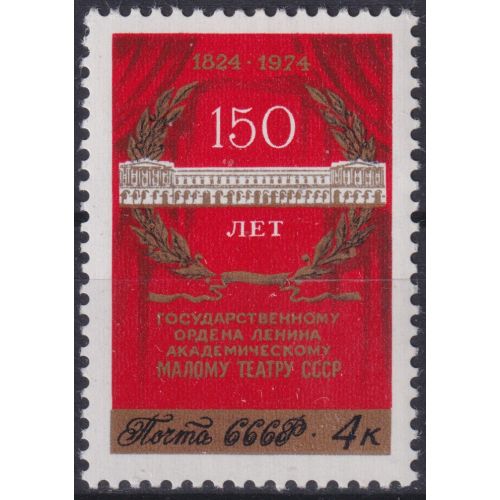 1824 · 1974
150
ЛЕТ
ГОСУДАРСТВЕННОМУ
ОРДЕНА ЛЕНИНА
АКАДЕМИЧЕСКОМУ
МАЛОМУ ТЕАТРУ СССР
Почта СССР · 4к